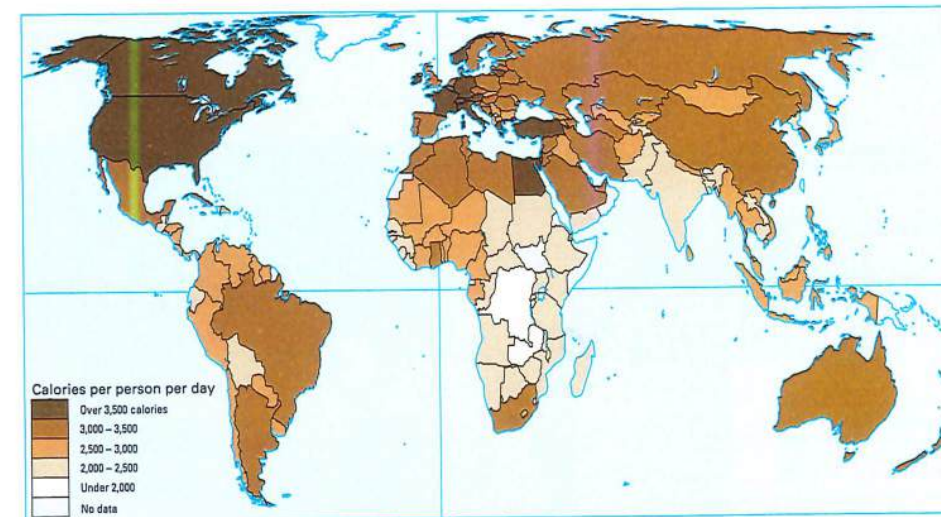 Calories per person per day
Over 3,500 calories
3,000 – 3,500
2,500 – 3,000
2,000 – 2,500
Under 2,000
No data